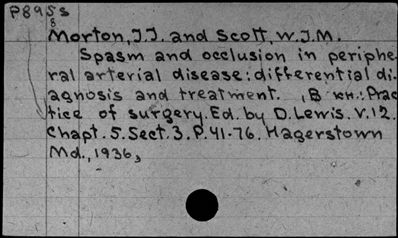 P895s
8
Morton, J.J. and Scott, W.J.M.
Spasm and occlusion in periphe-
ral arterial disease: differential di-
agnosis and treatment. , В кн.: Prac
tice of surgery. Ed. by D. Lewis. V.12.
Chapt. 5. Sect. 3. P. 41-76. Hagerstown
Md., 1936,